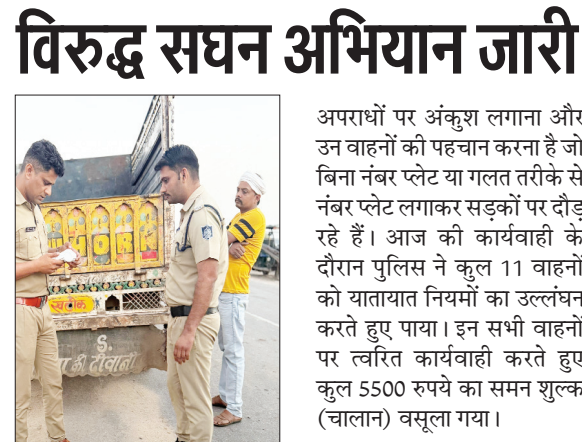 विरुद्ध सघन अभियान जारी
अपराधों पर अंकुश लगाना और
उन वाहनों की पहचान करना है जो
बिना नंबर प्लेट या गलत तरीके से
नंबर प्लेट लगाकर सड़कों पर दौड़
रहे हैं। आज की कार्यवाही के
दौरान पुलिस ने कुल 11 वाहनों
को यातायात नियमों का उल्लंघन
करते हुए पाया। इन सभी वाहनों
पर त्वरित कार्यवाही करते हुए
कुल 5500 रुपये का समन शुल्क
(चालान) वसूला गया।
HORN
S.
की दीवानी